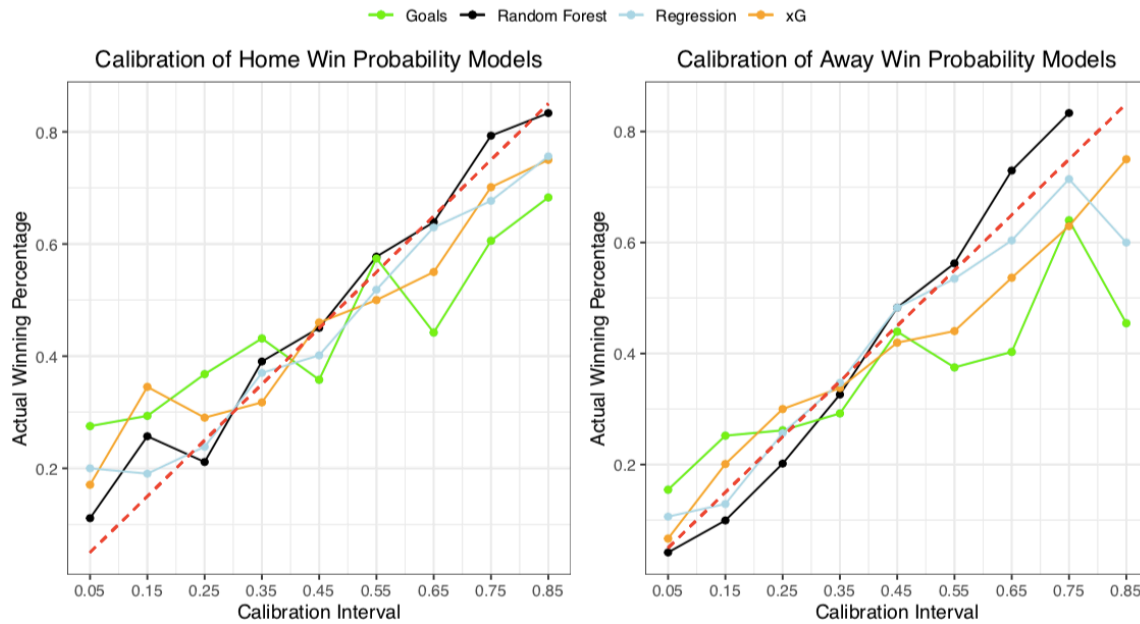 Goals Random Forest Regression xG
Calibration of Home Win Probability Models
Actual Winning Percentage
0.8
0.6
0.4
0.2
0.05 0.15 0.25 0.35 0.45 0.55 0.65 0.75 0.85
Calibration Interval
Calibration of Away Win Probability Models
Actual Winning Percentage
0.8
0.6
0.4
0.2
0.05 0.15 0.25 0.35 0.45 0.55 0.65 0.75 0.85
Calibration Interval